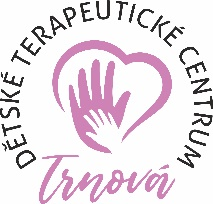 DĚTSKÉ TERAPEUTICKÉ CENTRUM
Trnová